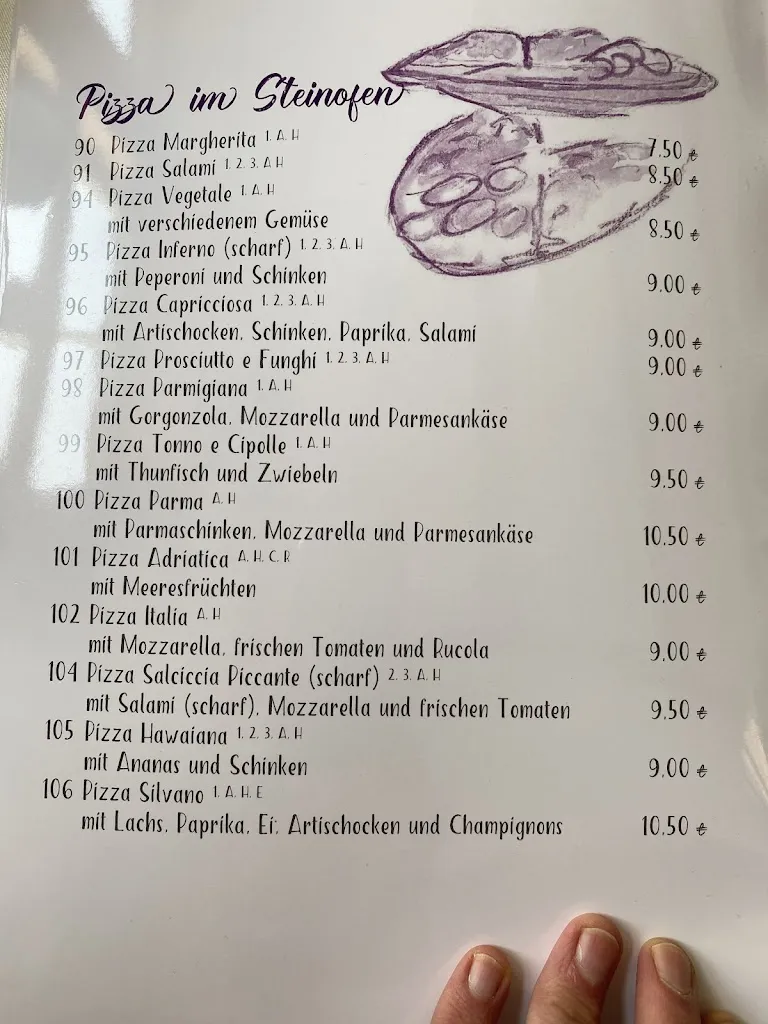 Pizza im Steinofen
90 Pizza Margherita 1. A. H 7.50 €
91 Pizza Salami 1. 2. 3. A H 8.50 €
94 Pizza Vegetale 1. A. H
mit verschiedenem Gemüse 8.50 €
95 Pizza Inferno (scharf) 1. 2. 3. A. H
mit Peperoni und Schinken 9.00 €
96 Pizza Capricciosa 1. 2. 3. A. H
mit Artischocken, Schinken, Paprika, Salami 9.00 €
97 Pizza Prosciutto e Funghi 1. 2. 3. A. H 9.00 €
98 Pizza Parmigiana 1. A. H
mit Gorgonzola, Mozzarella und Parmesankäse 9.00 €
99 Pizza Tonno e Cipolle 1. A. H
mit Thunfisch und Zwiebeln 9.50 €
100 Pizza Parma A. H
mit Parmaschinken, Mozzarella und Parmesankäse 10.50 €
101 Pizza Adriatica A. H. C. R
mit Meeresfrüchten 10.00 €
102 Pizza Italia A. H
mit Mozzarella, frischen Tomaten und Rucola 9.00 €
104 Pizza Salciccia Piccante (scharf) 2. 3. A. H
mit Salami (scharf), Mozzarella und frischen Tomaten 9.50 €
105 Pizza Hawaiana 1. 2. 3. A. H
mit Ananas und Schinken 9.00 €
106 Pizza Silvano 1. A. H. E
mit Lachs, Paprika, Ei; Artischocken und Champignons 10.50 €